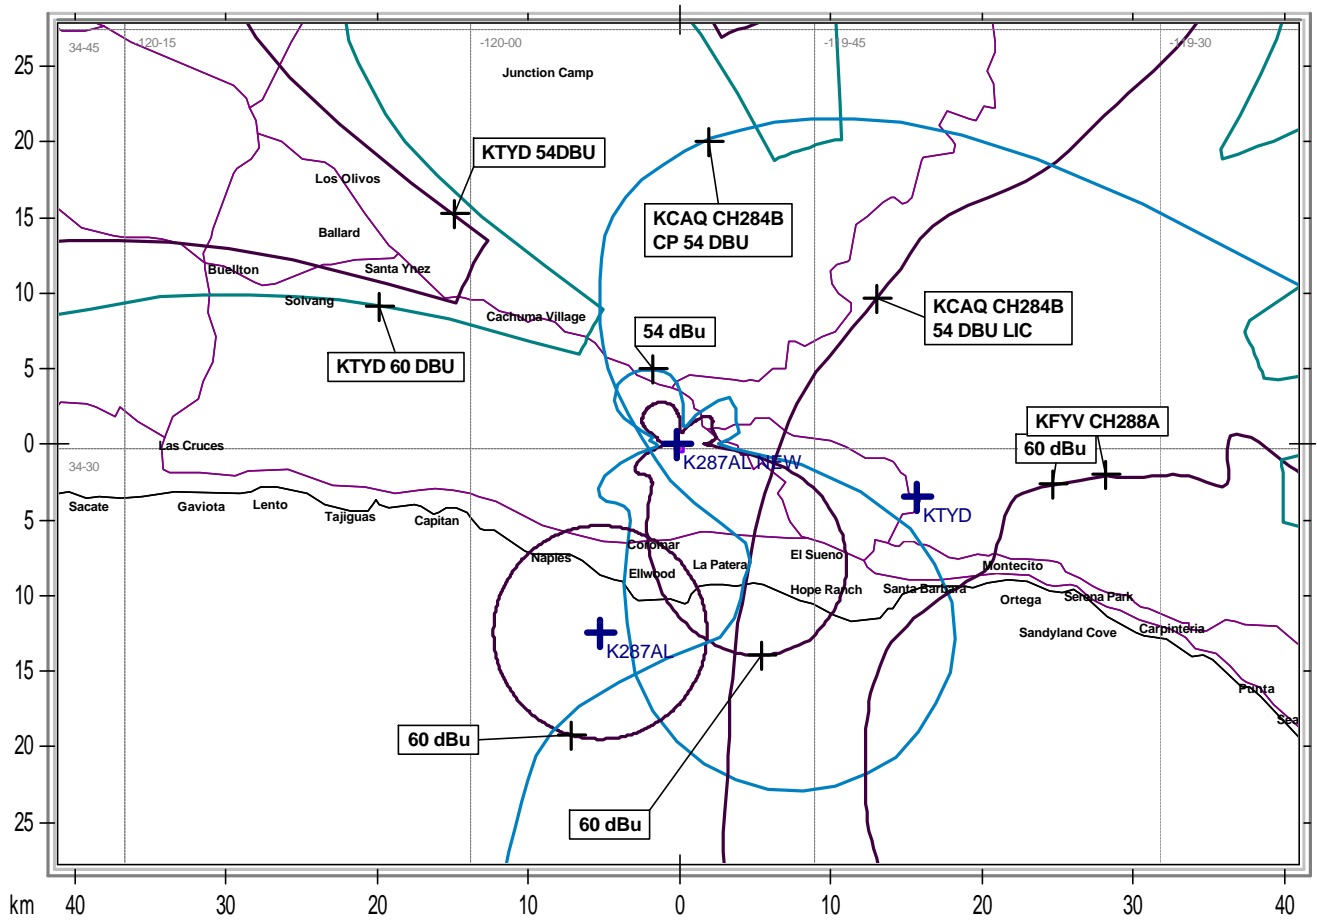 34-45
-120-15
-120-00
-119-45
-119-30
25
Junction Camp
20
KTYD 54DBU
Los Olivos
15
KCAQ CH284B
CP 54 DBU
Ballard
Buellton
Santa Ynez
10
Solvang
KCAQ CH284B
54 DBU LIC
Cachuma Village
54 dBu
5
KTYD 60 DBU
KFYV CH288A
0
Las Cruces
60 dBu
34-30
K287AL NEW
Sacate
Gaviota
Lento
Tajiguas
Capitan
KTYD
5
Naples
Coromar
El Sueno
Ellwood
La Patera
Montecito
10
Hope Ranch
Santa Barbara
Ortega
Serena Park
Sandyland Cove
Carpinteria
K287AL
15
Punta
Sea
60 dBu
20
60 dBu
25
km
40
30
20
10
0
10
20
30
40